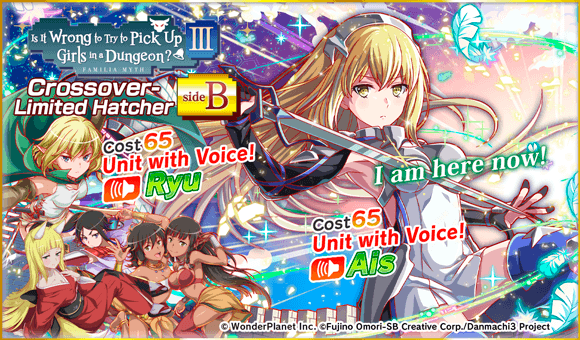 Is It Wrong to Try to Pick Up
Girls in a Dungeon? III
FAMILIA MYTH
Crossover-
Limited Hatcher
side B
Cost 65
Unit with Voice!
Ryu
I am here now!
Cost 65
Unit with Voice!
Ais
© WonderPlanet Inc. ©Fujino Omori-SB Creative Corp./Danmachi3 Project